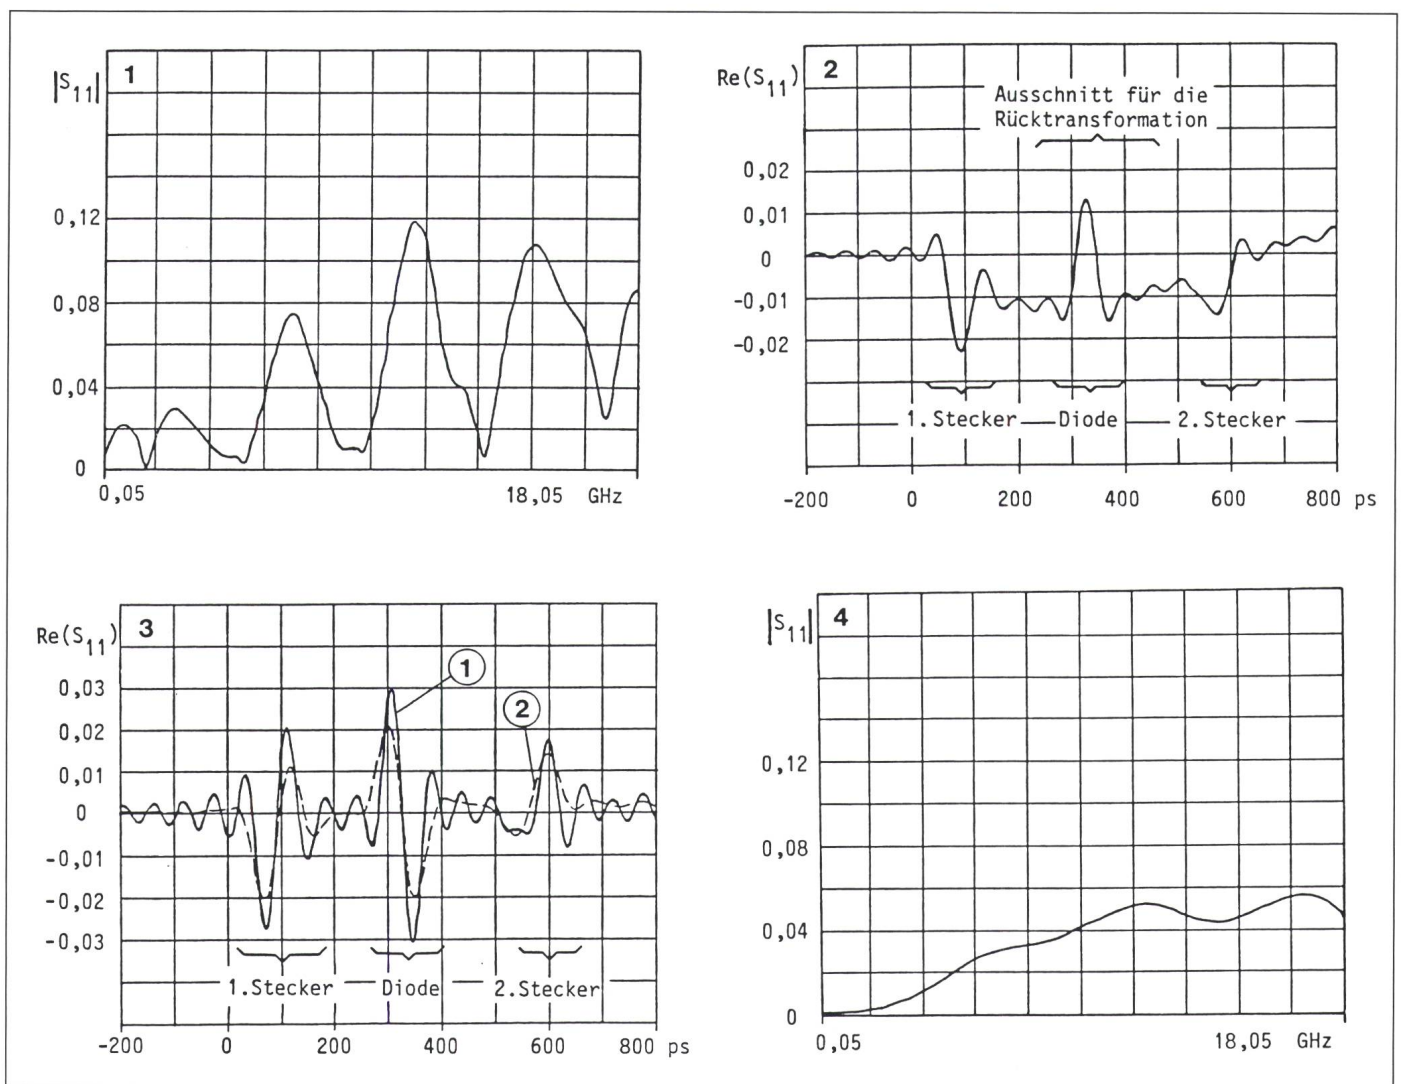 1
|S11|
0,12
0,08
0,04
0
0,05
18,05 GHz
2
Re(S11)
Ausschnitt für die
Rücktransformation
0,02
0,01
0
-0,01
-0,02
1.Stecker
Diode
2.Stecker
-200
0
200
400
600
800 ps
3
Re(S11)
1
2
0,03
0,02
0,01
0
-0,01
-0,02
-0,03
1.Stecker
Diode
2.Stecker
-200
0
200
400
600
800 ps
4
|S11|
0,12
0,08
0,04
0
0,05
18,05 GHz